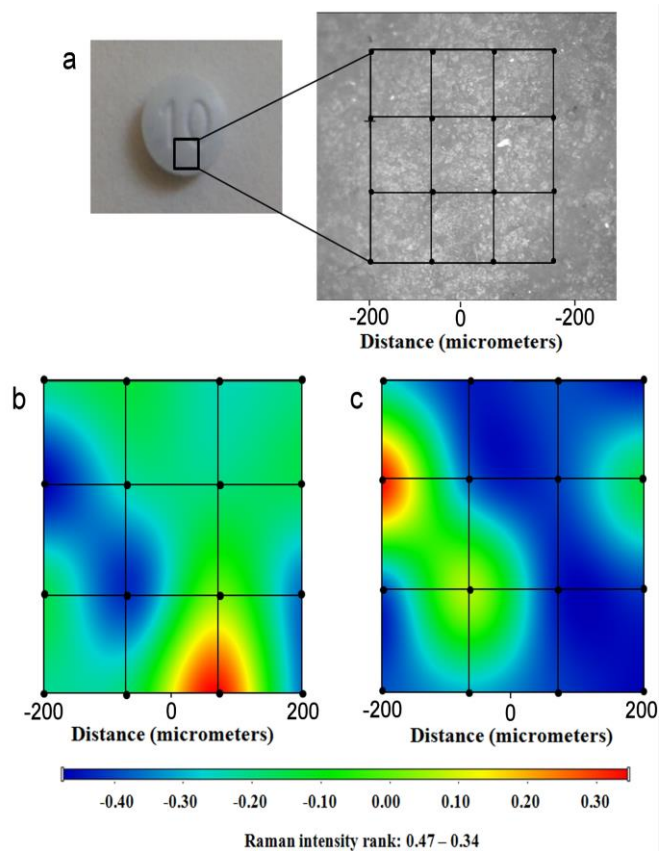 a
10
-200 0 -200
Distance (micrometers)
b
c
-200 0 200
Distance (micrometers)
-200 0 200
Distance (micrometers)
-0.40 -0.30 -0.20 -0.10 0.00 0.10 0.20 0.30
Raman intensity rank: 0.47 – 0.34